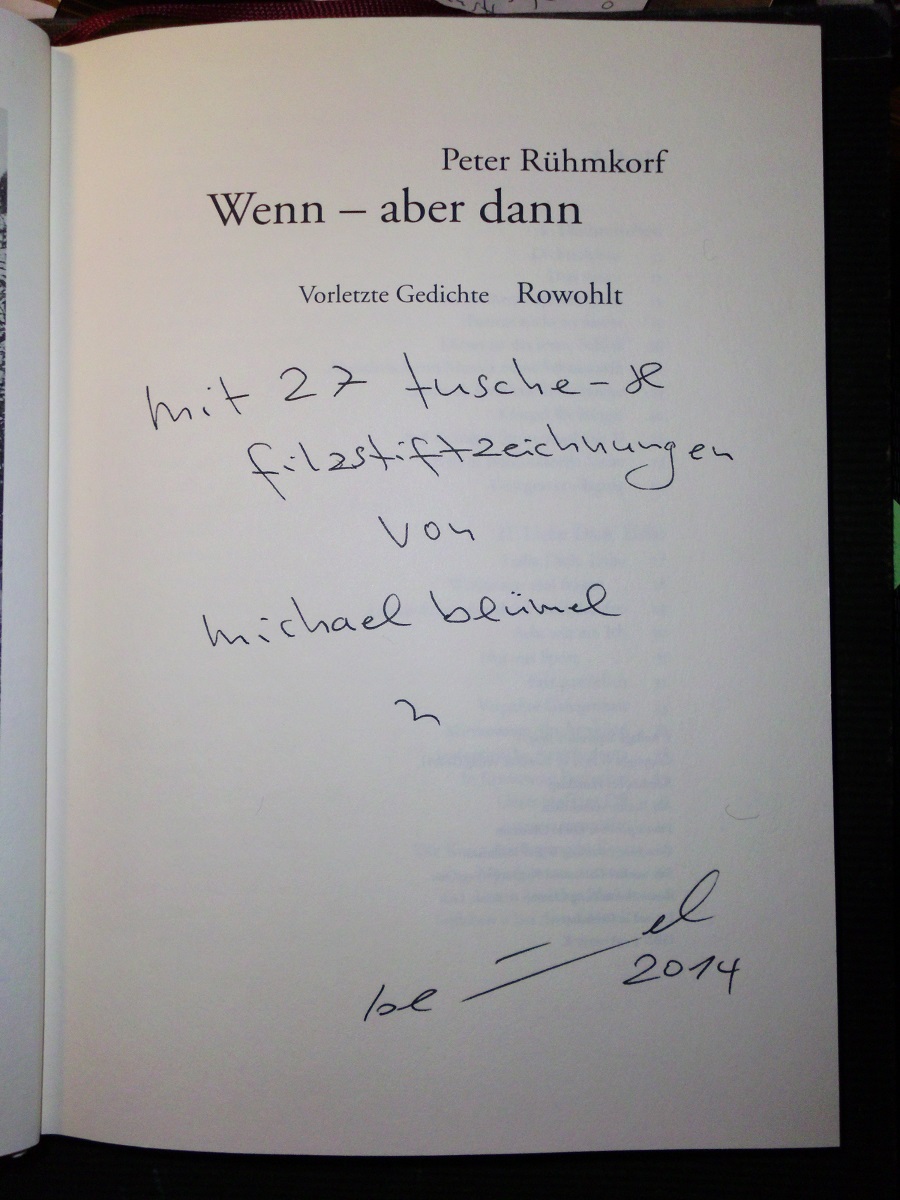 Peter Rühmkorf
Wenn – aber dann
Vorletzte Gedichte Rowohlt
mit 27 tusche- &
filzstiftzeichnungen
von
michael blümel
2014